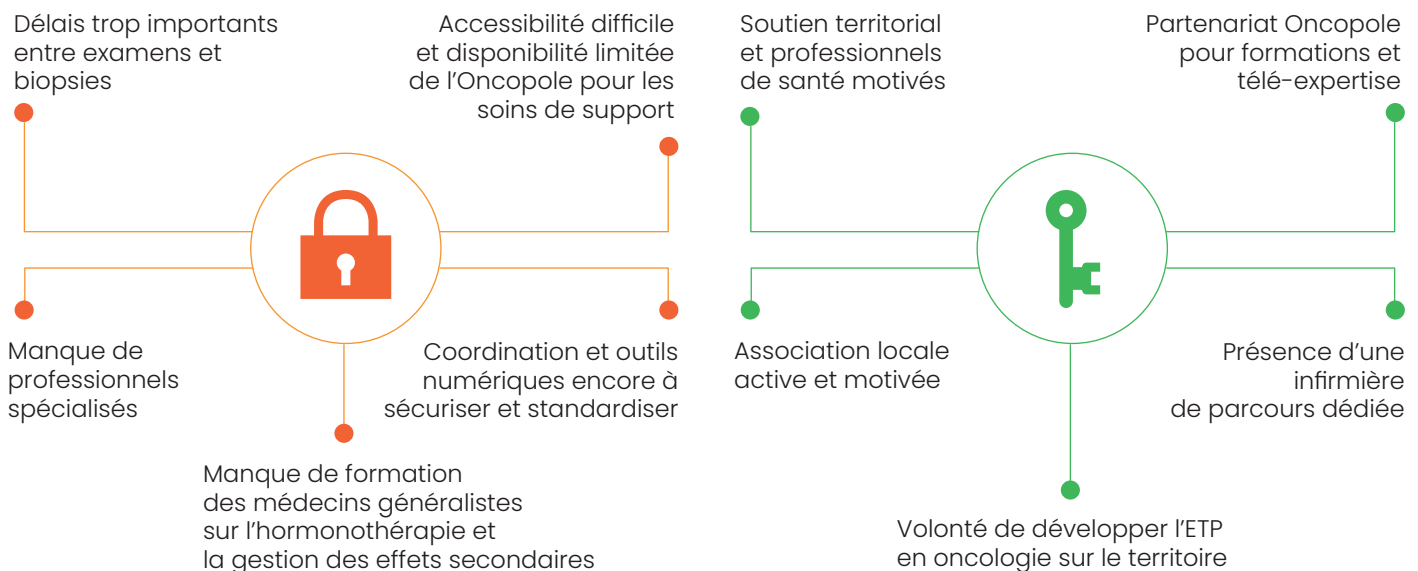 Délais trop importants
entre examens et
biopsies
Accessibilité difficile
et disponibilité limitée
de l’Oncopole pour les
soins de support
Manque de
professionnels
spécialisés
Coordination et outils
numériques encore à
sécuriser et standardiser
Manque de formation
des médecins généralistes
sur l’hormonothérapie et
la gestion des effets secondaires
Soutien territorial
et professionnels
de santé motivés
Partenariat Oncopole
pour formations et
télé-expertise
Association locale
active et motivée
Présence d’une
infirmière
de parcours dédiée
Volonté de développer l’ETP
en oncologie sur le territoire